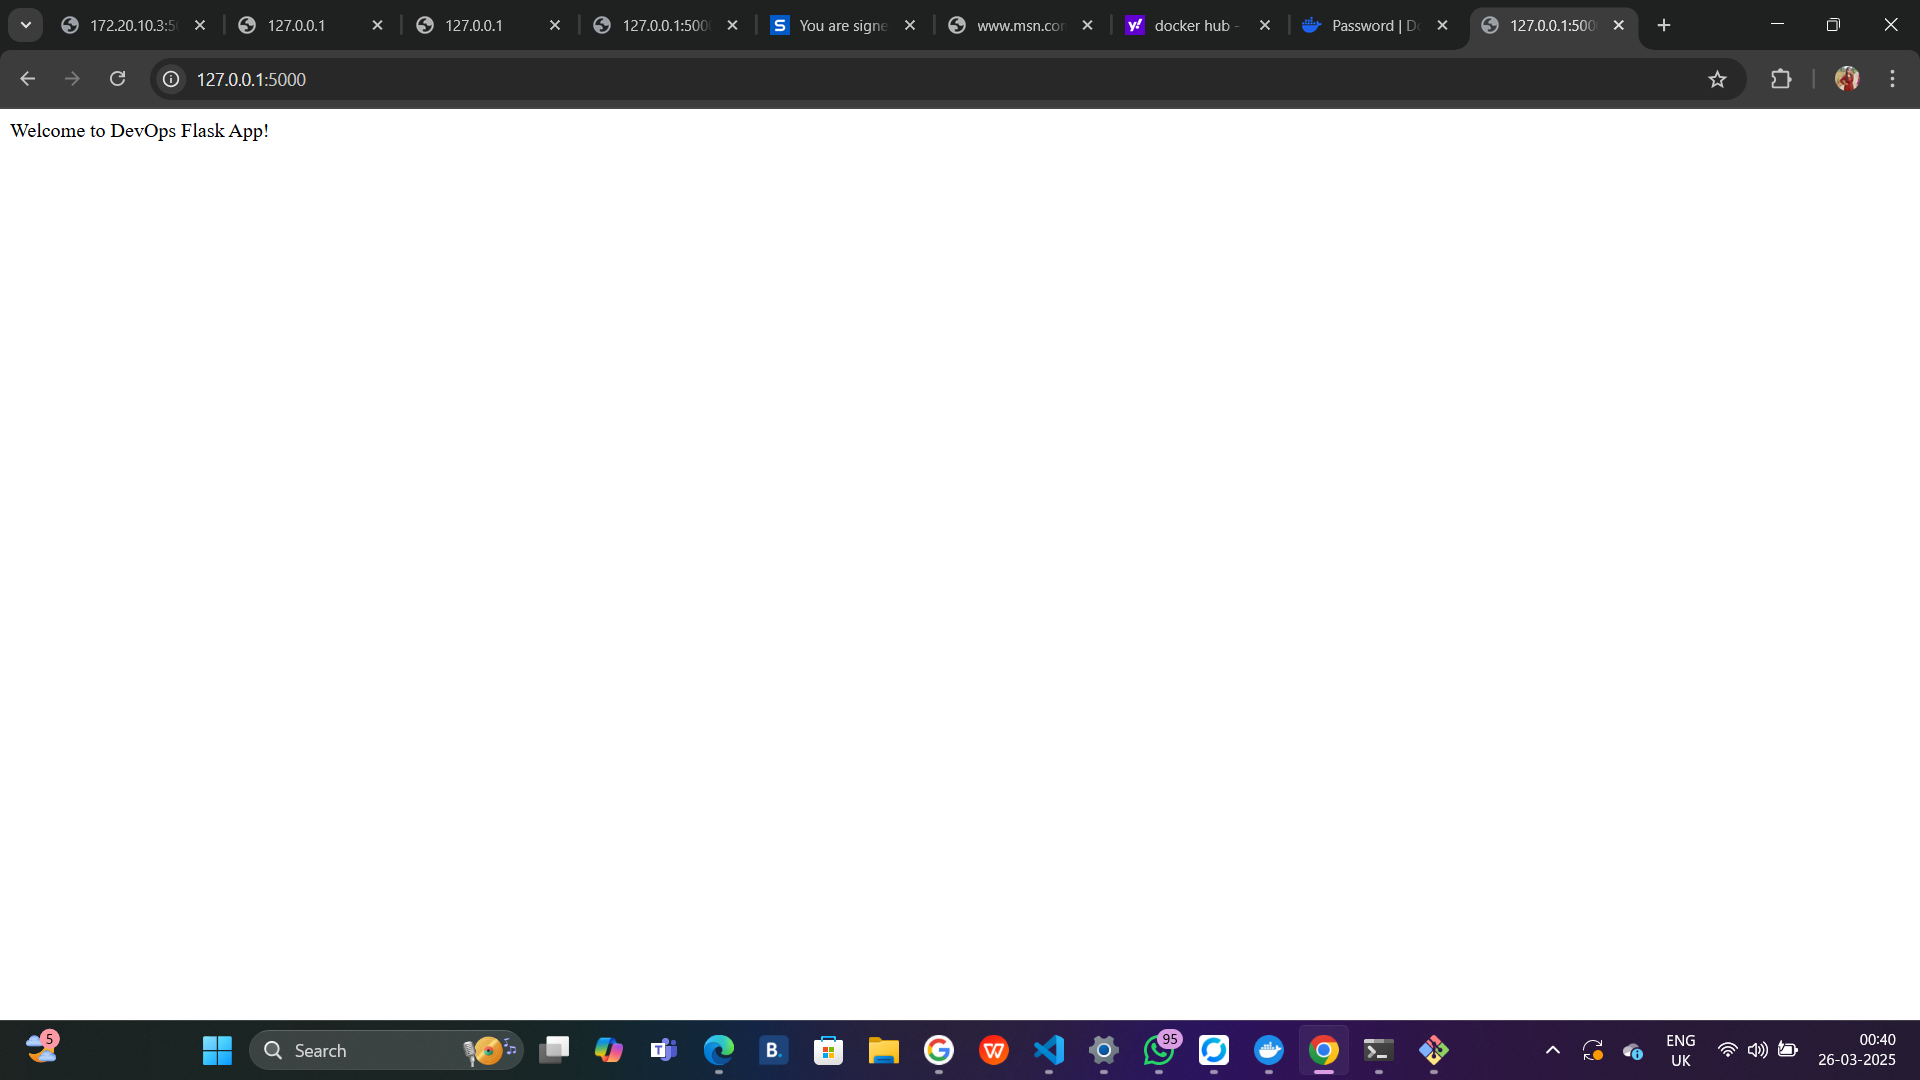 172.20.10.3:5
127.0.0.1
127.0.0.1
127.0.0.1:500
You are signe
www.msn.con
docker hub -
Password | Do
127.0.0.1:500
127.0.0.1:5000
Welcome to DevOps Flask App!
5
Search
B.
95
ENG
UK
00:40
26-03-2025